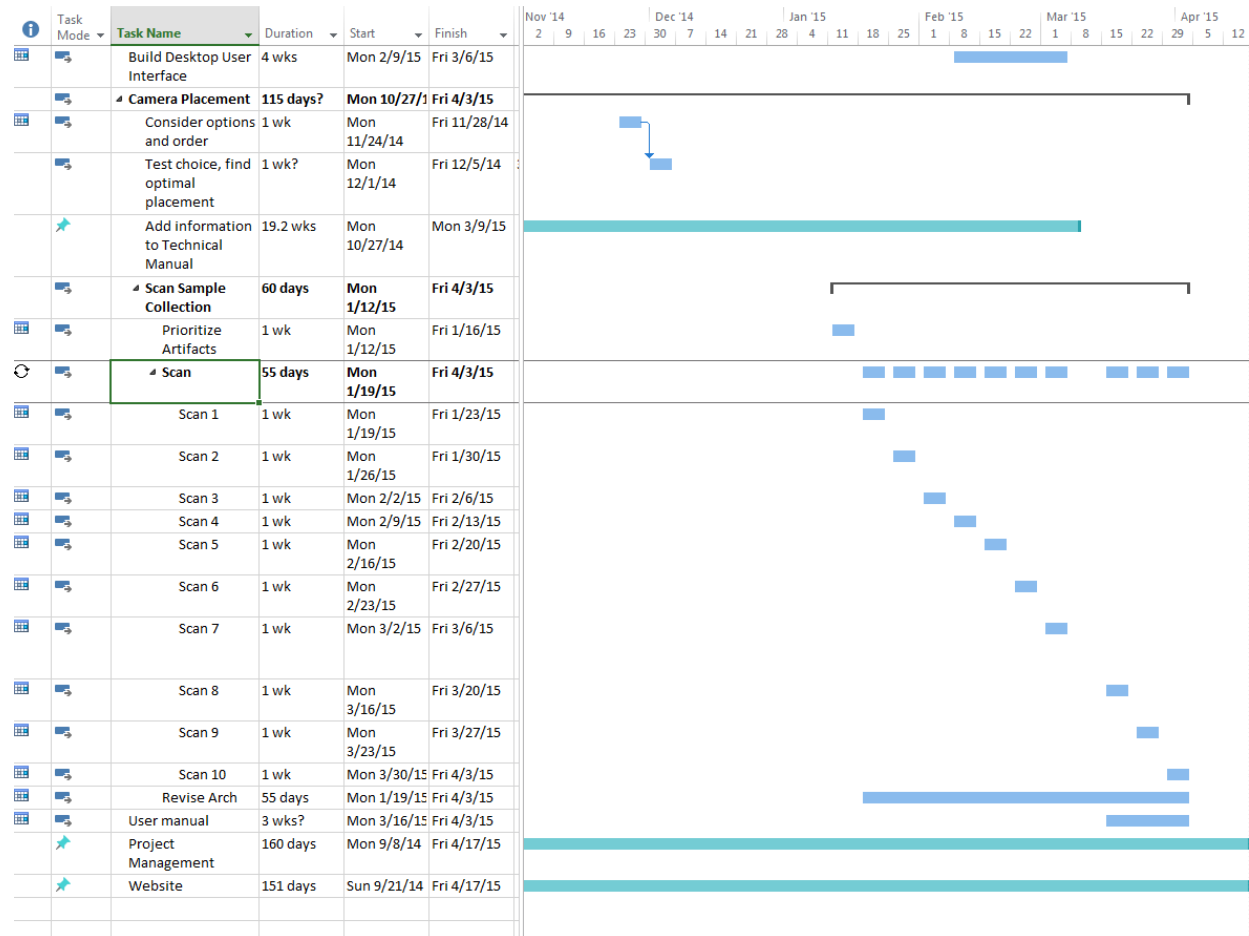 Nov '14 Dec '14 Jan '15 Feb '15 Mar '15 Apr '15
Task Mode Task Name Duration Start Finish 2 9 16 23 30 7 14 21 28 4 11 18 25 1 8 15 22 1 8 15 22 29 5 12
Build Desktop User 4 wks Mon 2/9/15 Fri 3/6/15
Interface
Camera Placement 115 days? Mon 10/27/1 Fri 4/3/15
Consider options 1 wk Mon Fri 11/28/14
and order 11/24/14
Test choice, find 1 wk? Mon Fri 12/5/14
optimal 12/1/14
placement
Add information 19.2 wks Mon Mon 3/9/15
to Technical 10/27/14
Manual
Scan Sample 60 days Mon Fri 4/3/15
Collection 1/12/15
Prioritize 1 wk Mon Fri 1/16/15
Artifacts 1/12/15
Scan 55 days Mon Fri 4/3/15
1/19/15
Scan 1 1 wk Mon Fri 1/23/15
1/19/15
Scan 2 1 wk Mon Fri 1/30/15
1/26/15
Scan 3 1 wk Mon 2/2/15 Fri 2/6/15
Scan 4 1 wk Mon 2/9/15 Fri 2/13/15
Scan 5 1 wk Mon Fri 2/20/15
2/16/15
Scan 6 1 wk Mon Fri 2/27/15
2/23/15
Scan 7 1 wk Mon 3/2/15 Fri 3/6/15
Scan 8 1 wk Mon Fri 3/20/15
3/16/15
Scan 9 1 wk Mon Fri 3/27/15
3/23/15
Scan 10 1 wk Mon 3/30/15 Fri 4/3/15
Revise Arch 55 days Mon 1/19/15 Fri 4/3/15
User manual 3 wks? Mon 3/16/15 Fri 4/3/15
Project 160 days Mon 9/8/14 Fri 4/17/15
Management
Website 151 days Sun 9/21/14 Fri 4/17/15